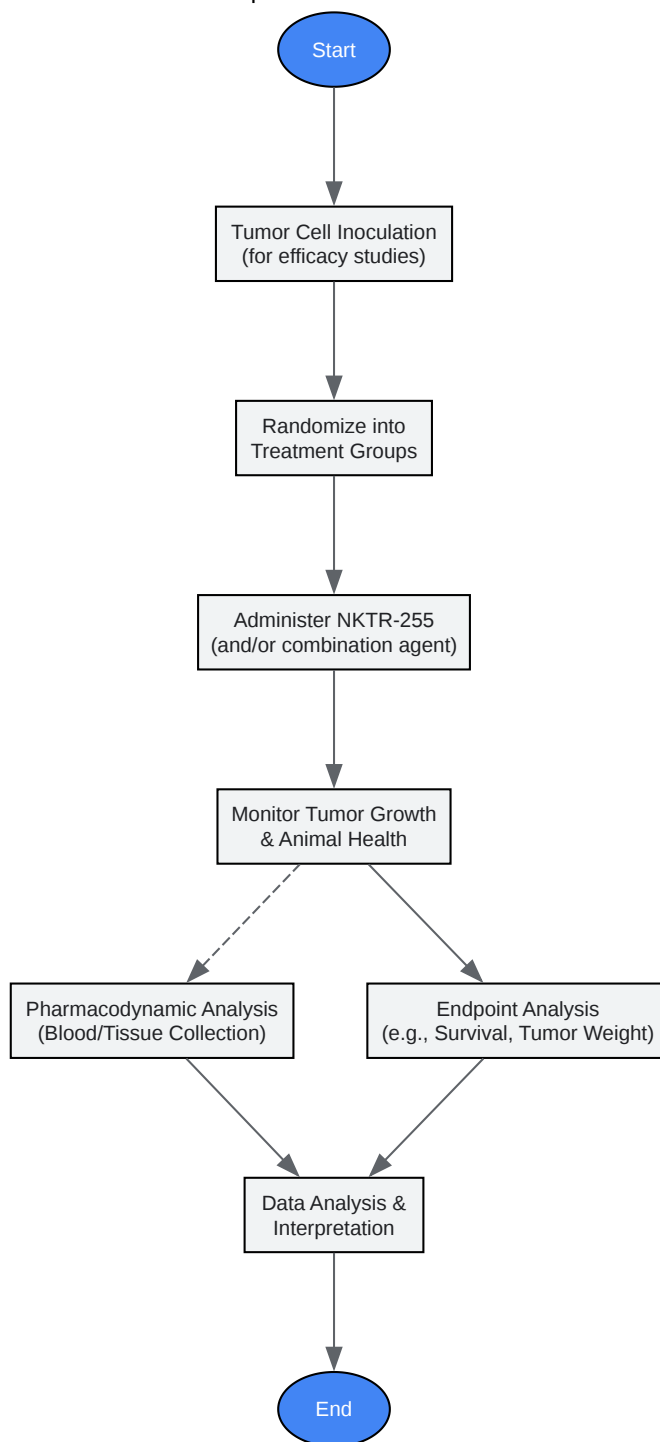 Start
Tumor Cell Inoculation
(for efficacy studies)
Randomize into
Treatment Groups
Administer NKTR-255
(and/or combination agent)
Monitor Tumor Growth
& Animal Health
Pharmacodynamic Analysis
(Blood/Tissue Collection)
Endpoint Analysis
(e.g., Survival, Tumor Weight)
Data Analysis &
Interpretation
End